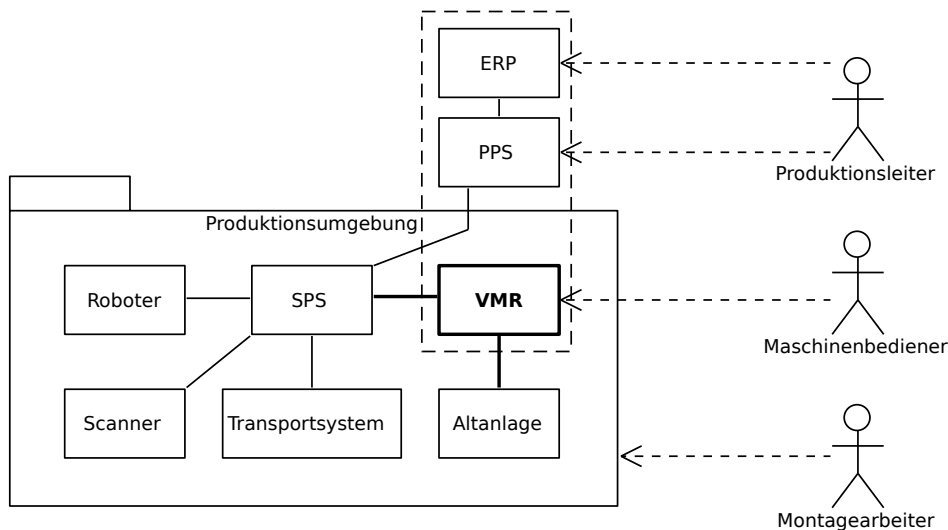 ERP
PPS
Produktionsleiter
Produktionsumgebung
Roboter
SPS
VMR
Maschinenbediener
Scanner
Transportsystem
Altanlage
Montagearbeiter